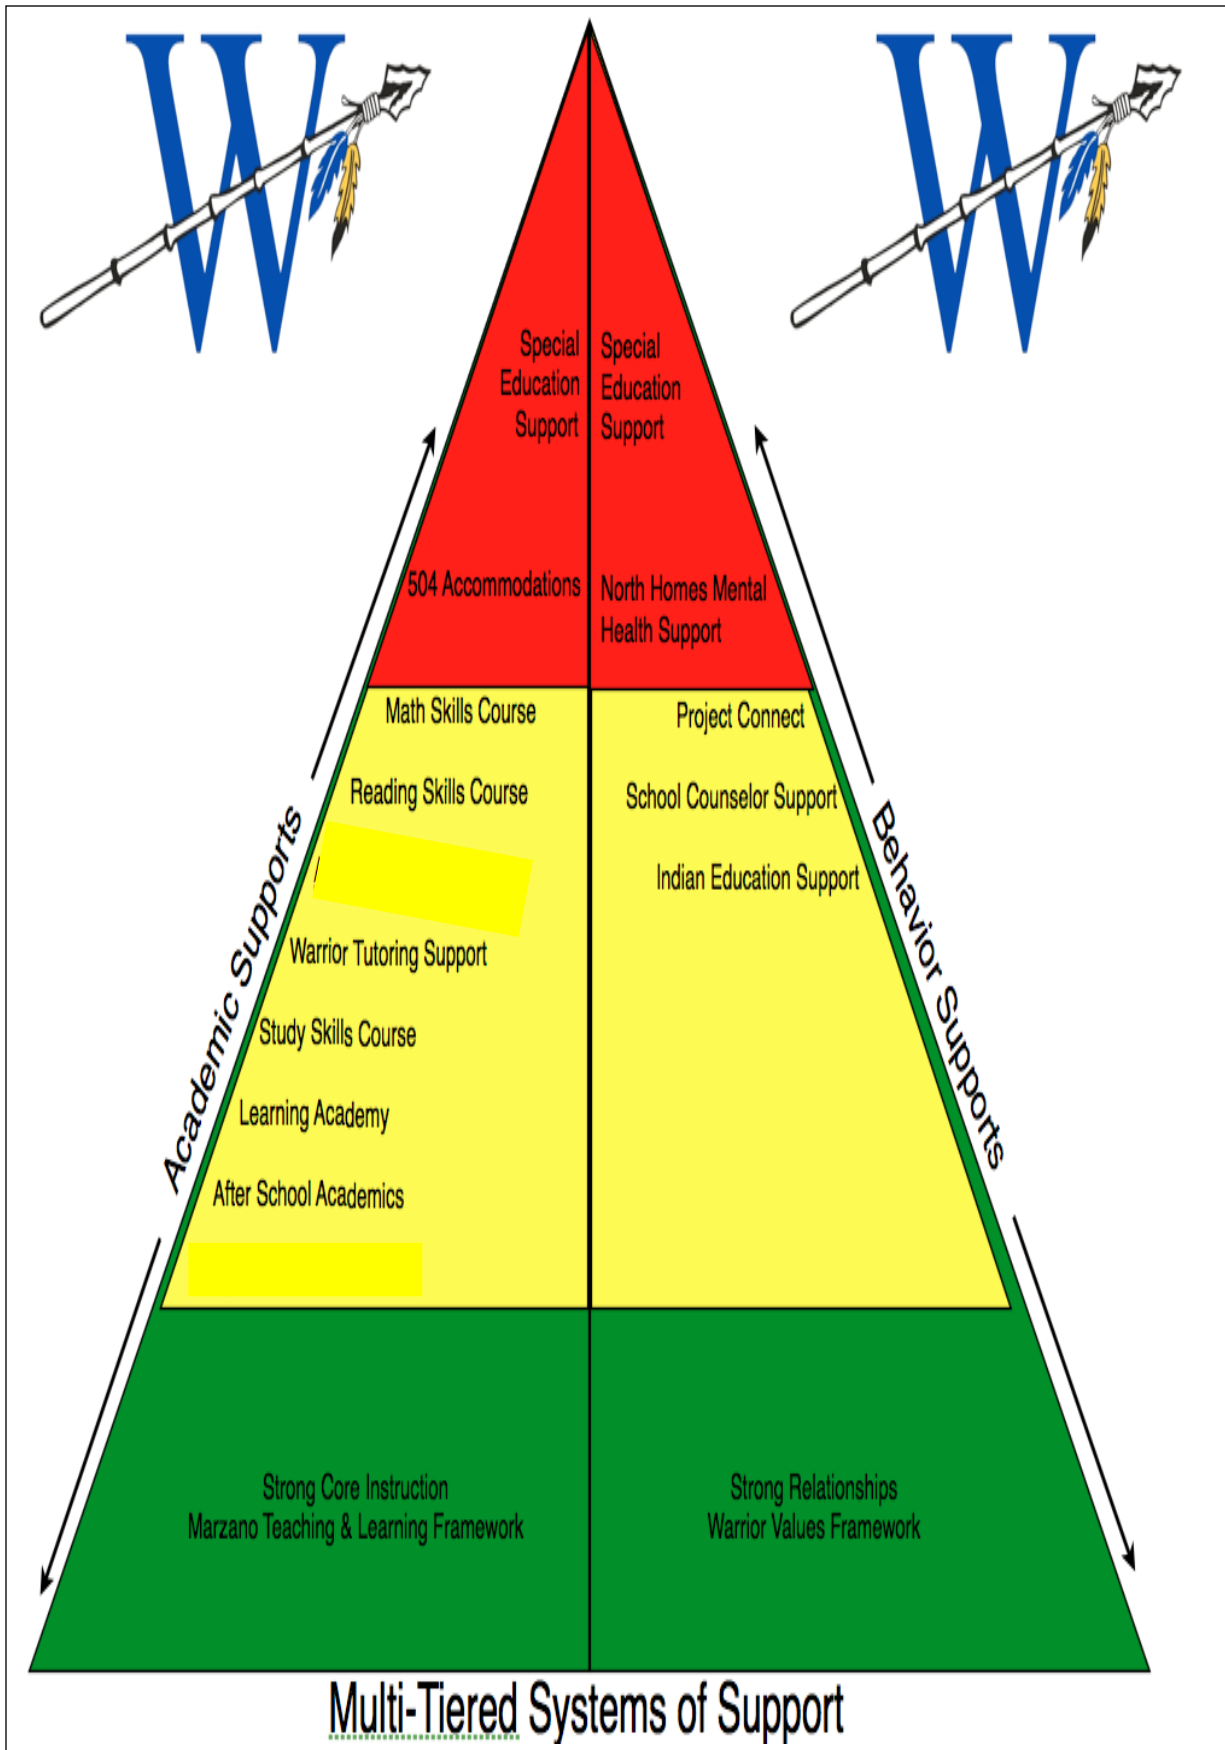 W
W
Special
Education
Support
504 Accommodations
Special
Education
Support
North Homes Mental
Health Support
Math Skills Course
Reading Skills Course
Warrior Tutoring Support
Study Skills Course
Learning Academy
After School Academics
Project Connect
School Counselor Support
Indian Education Support
Academic Supports
Behavior Supports
Strong Core Instruction
Marzano Teaching & Learning Framework
Strong Relationships
Warrior Values Framework
Multi-Tiered Systems of Support